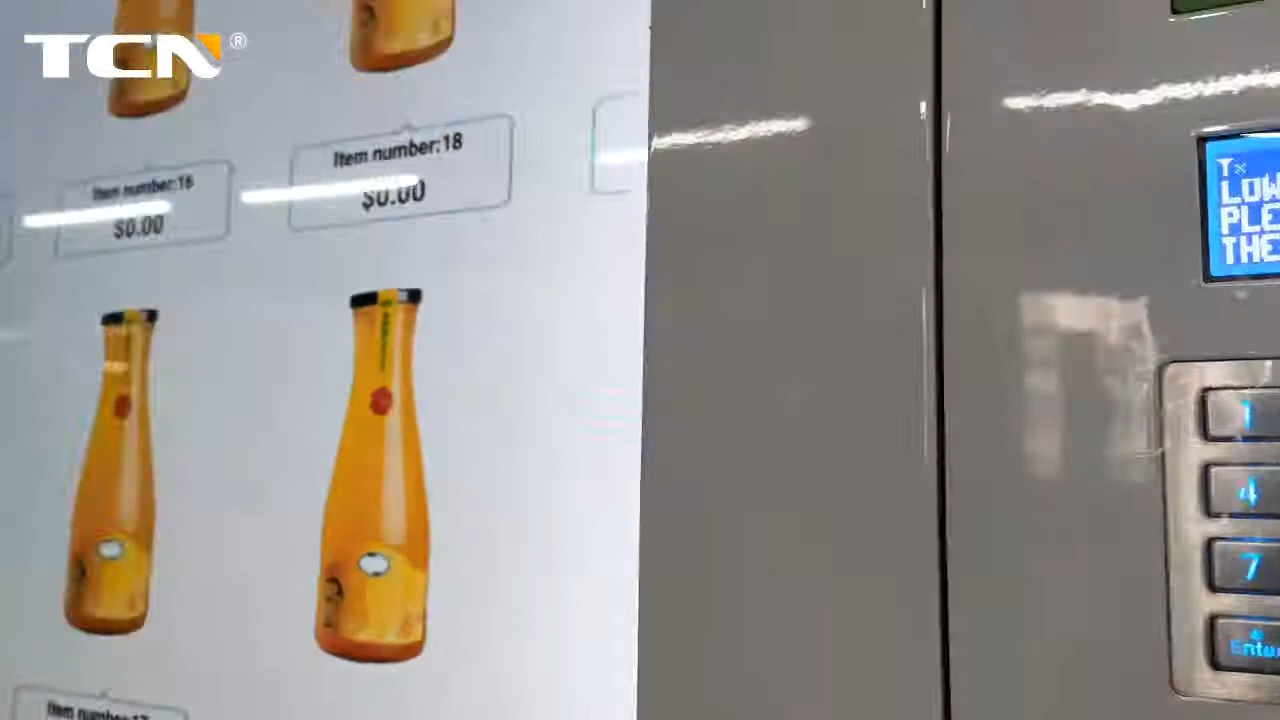 TCN®
Item number:18
$0.00
Item number:16
$0.00
Item number:17
LOW
PLE
THE
1
4
7
Enter